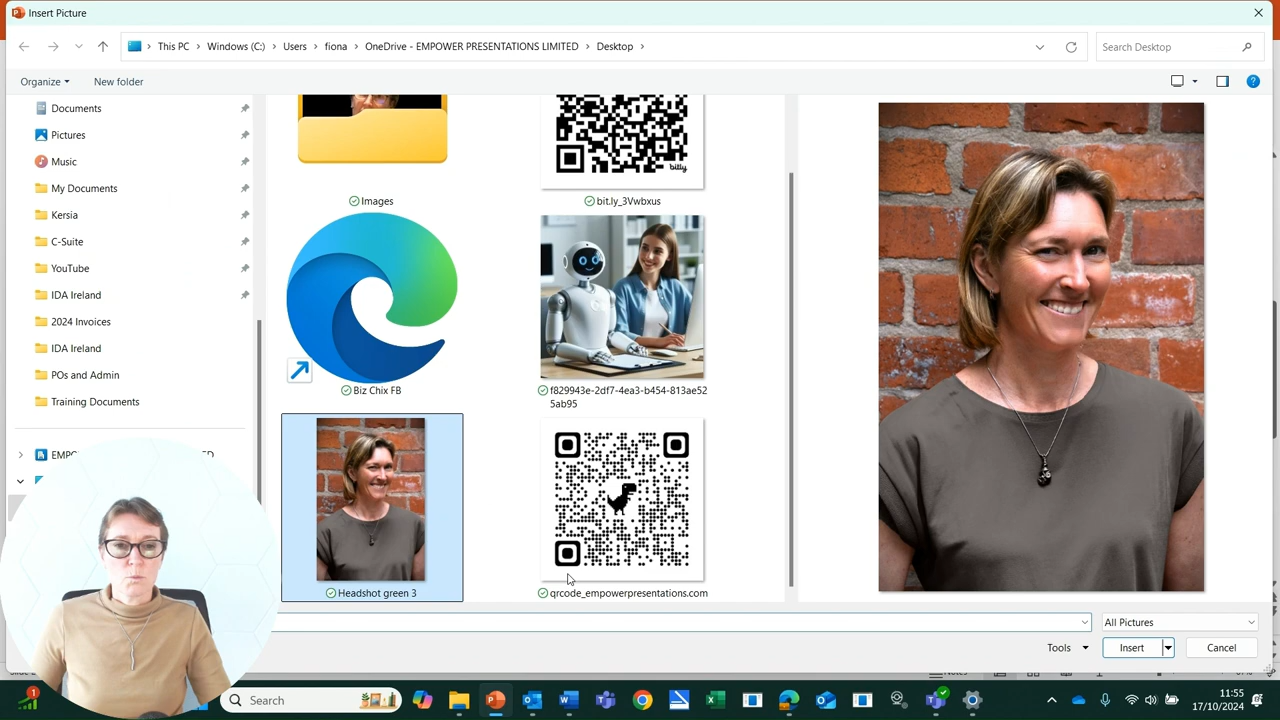 Insert Picture
This PC
Windows (C:)
Users
fiona
OneDrive - EMPOWER PRESENTATIONS LIMITED
Desktop
Search Desktop
Organize
New folder
Documents
Pictures
Music
My Documents
Kersia
C-Suite
YouTube
IDA Ireland
2024 Invoices
IDA Ireland
POs and Admin
Training Documents
bitly
Images
bit.ly_3Vwbxus
Biz Chix FB
f829943e-2df7-4ea3-b454-813ae52
5ab95
Headshot green 3
qrcode_empowerpresentations.com
All Pictures
Tools
Insert
Cancel
Notes
1
Search
11:55
17/10/2024